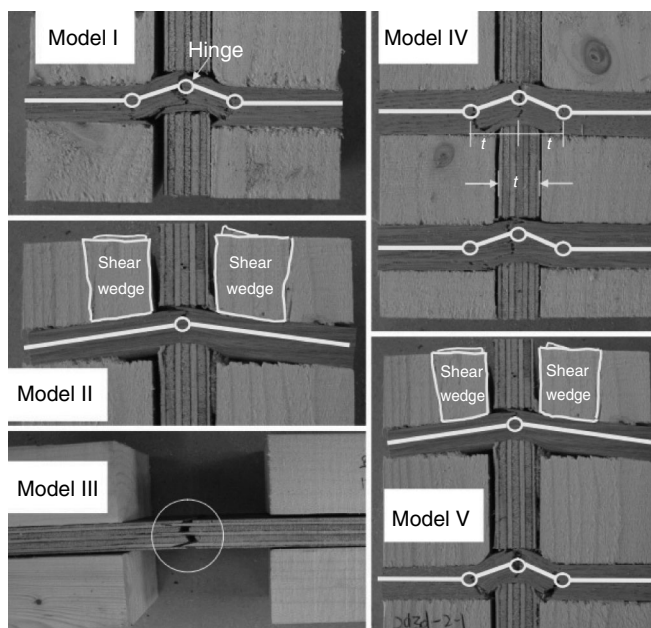 Model I
Hinge
Shear
wedge
Shear
wedge
Model II
Model III
Model IV
t
t
t
Shear
wedge
Shear
wedge
Model V